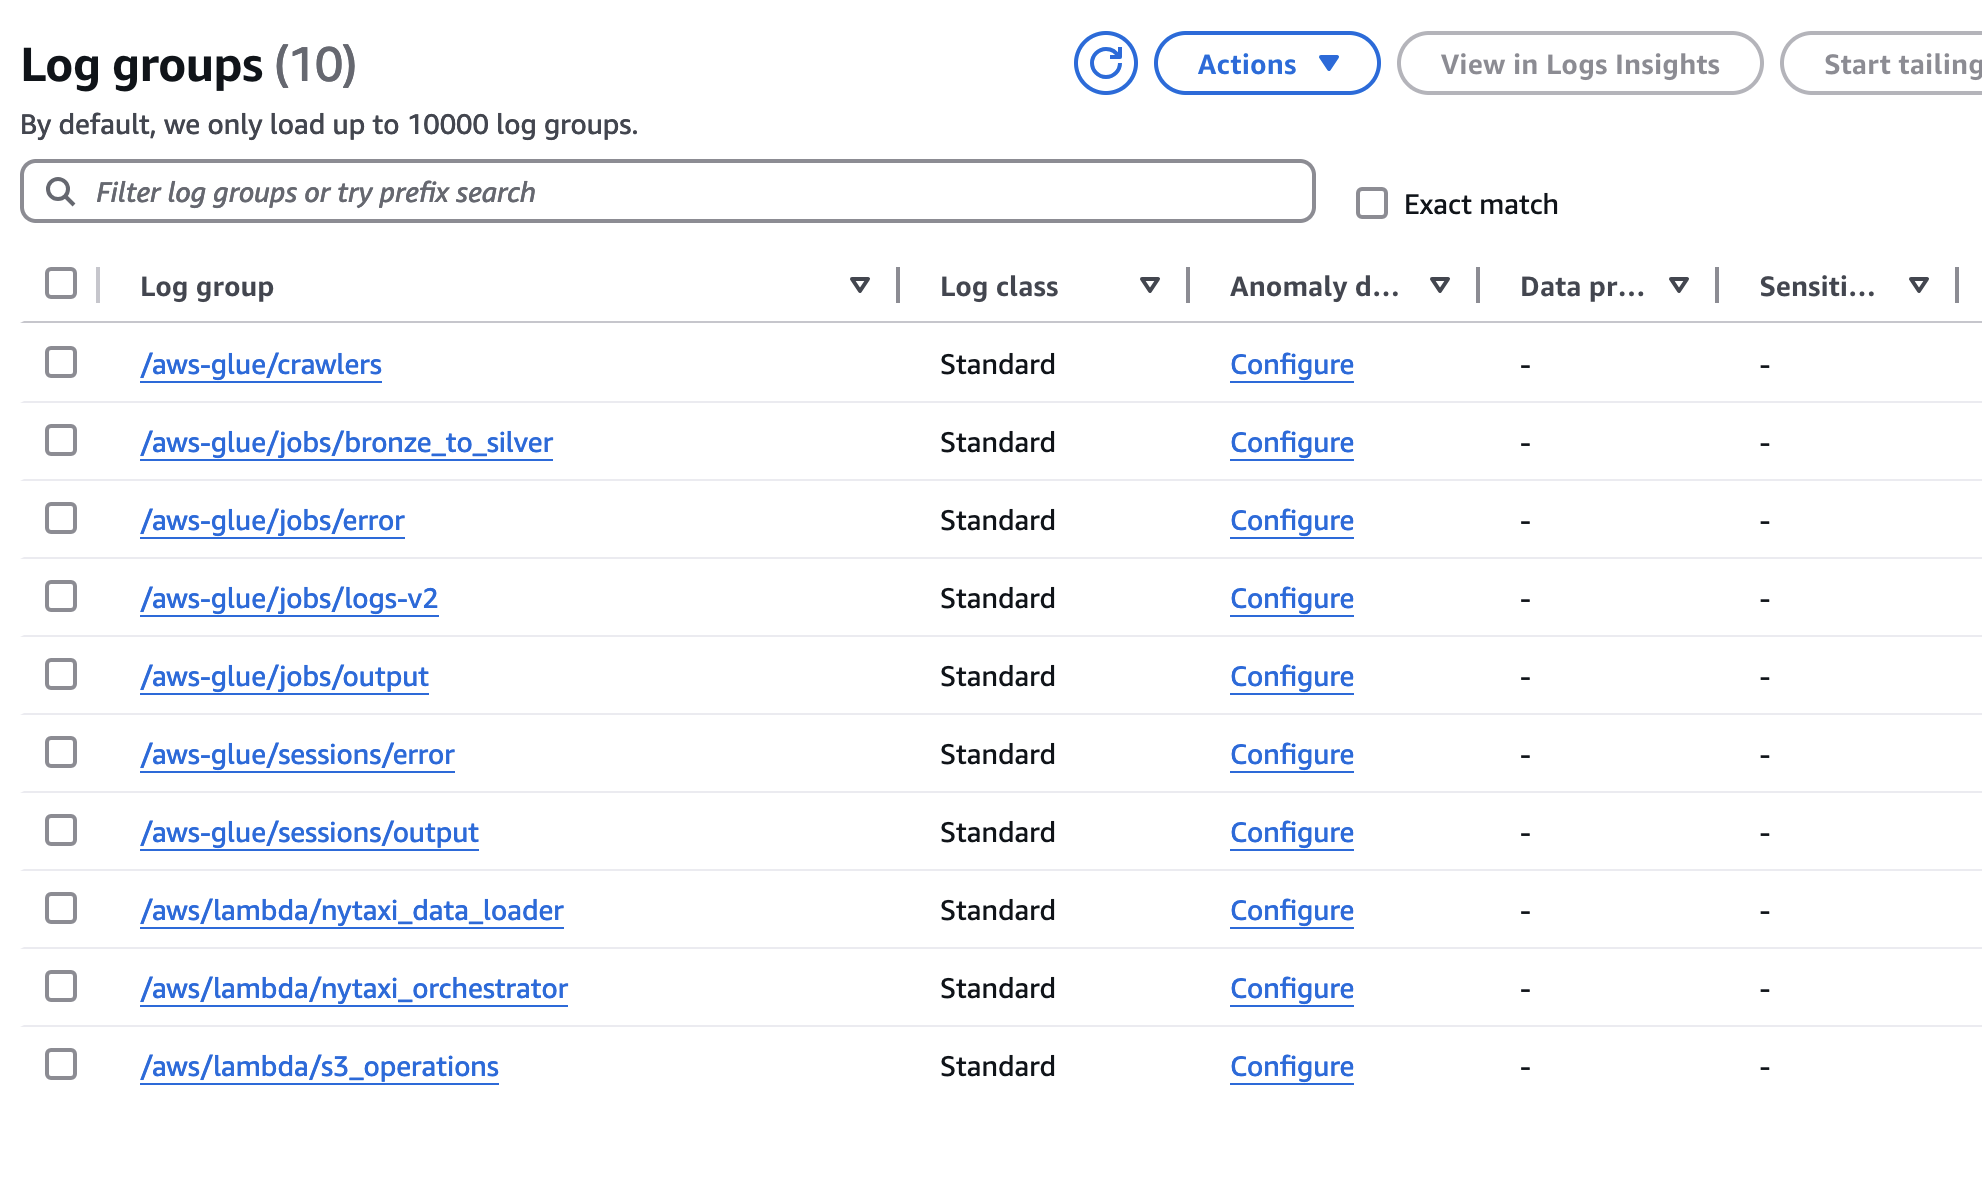 Log groups (10)
Actions
View in Logs Insights
Start tailing
By default, we only load up to 10000 log groups.
Filter log groups or try prefix search
Exact match
Log group Log class Anomaly d... Data pr... Sensiti...
/aws-glue/crawlers Standard Configure - -
/aws-glue/jobs/bronze_to_silver Standard Configure - -
/aws-glue/jobs/error Standard Configure - -
/aws-glue/jobs/logs-v2 Standard Configure - -
/aws-glue/jobs/output Standard Configure - -
/aws-glue/sessions/error Standard Configure - -
/aws-glue/sessions/output Standard Configure - -
/aws/lambda/nytaxi_data_loader Standard Configure - -
/aws/lambda/nytaxi_orchestrator Standard Configure - -
/aws/lambda/s3_operations Standard Configure - -